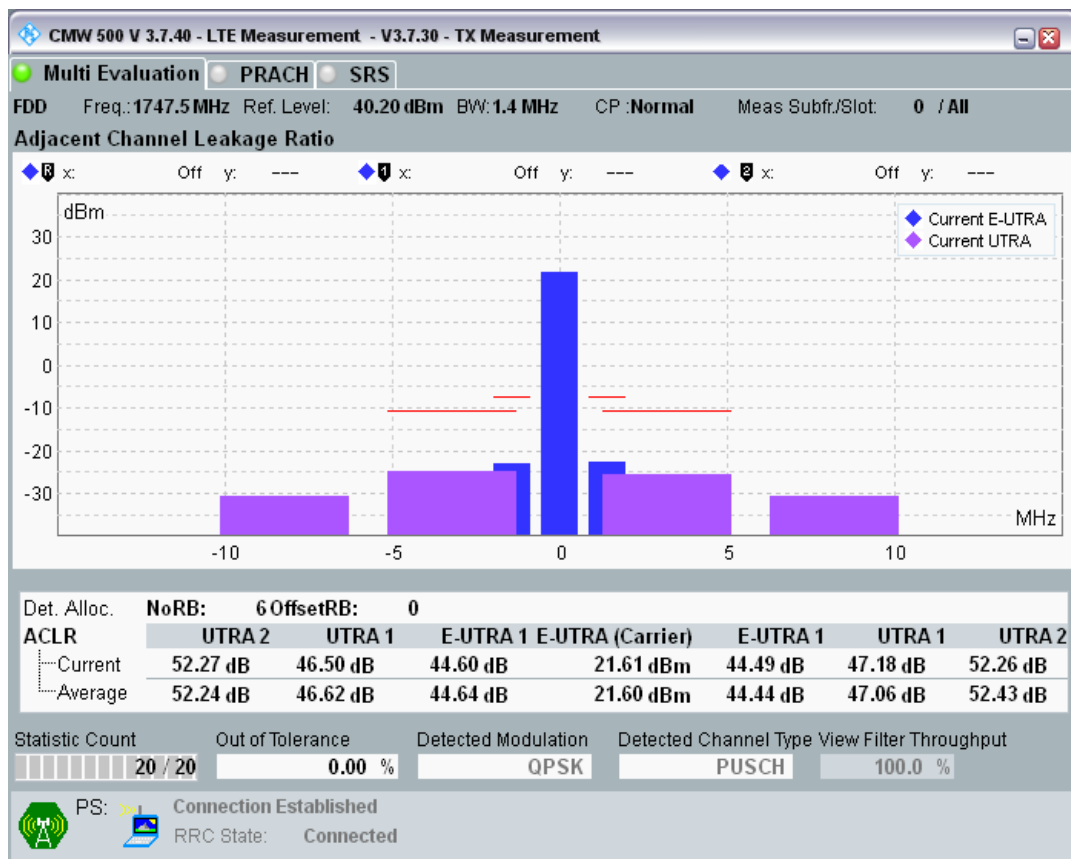 CMW 500 V 3.7.40 - LTE Measurement - V3.7.30 - TX Measurement
Multi Evaluation PRACH SRS
FDD Freq.: 1747.5 MHz Ref. Level: 40.20 dBm BW: 1.4 MHz CP : Normal Meas Subfr./Slot: 0 / All
Adjacent Channel Leakage Ratio
R x: Off y: --- 1 x: Off y: --- 2 x: Off y: ---
dBm
Current E-UTRA
Current UTRA
30
20
10
0
-10
-20
-30
MHz
-10 -5 0 5 10
Det. Alloc. NoRB: 6 OffsetRB: 0
ACLR UTRA 2 UTRA 1 E-UTRA 1 E-UTRA (Carrier) E-UTRA 1 UTRA 1 UTRA 2
Current 52.27 dB 46.50 dB 44.60 dB 21.61 dBm 44.49 dB 47.18 dB 52.26 dB
Average 52.24 dB 46.62 dB 44.64 dB 21.60 dBm 44.44 dB 47.06 dB 52.43 dB
Statistic Count Out of Tolerance Detected Modulation Detected Channel Type View Filter Throughput
20 / 20 0.00 % QPSK PUSCH 100.0 %
PS: Connection Established
RRC State: Connected